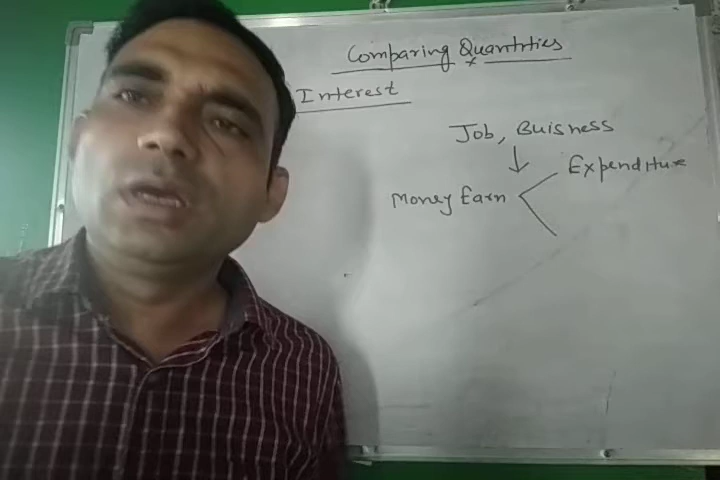 Comparing Quantities
Interest
Job, Buisness
Expenditure
Money Earn